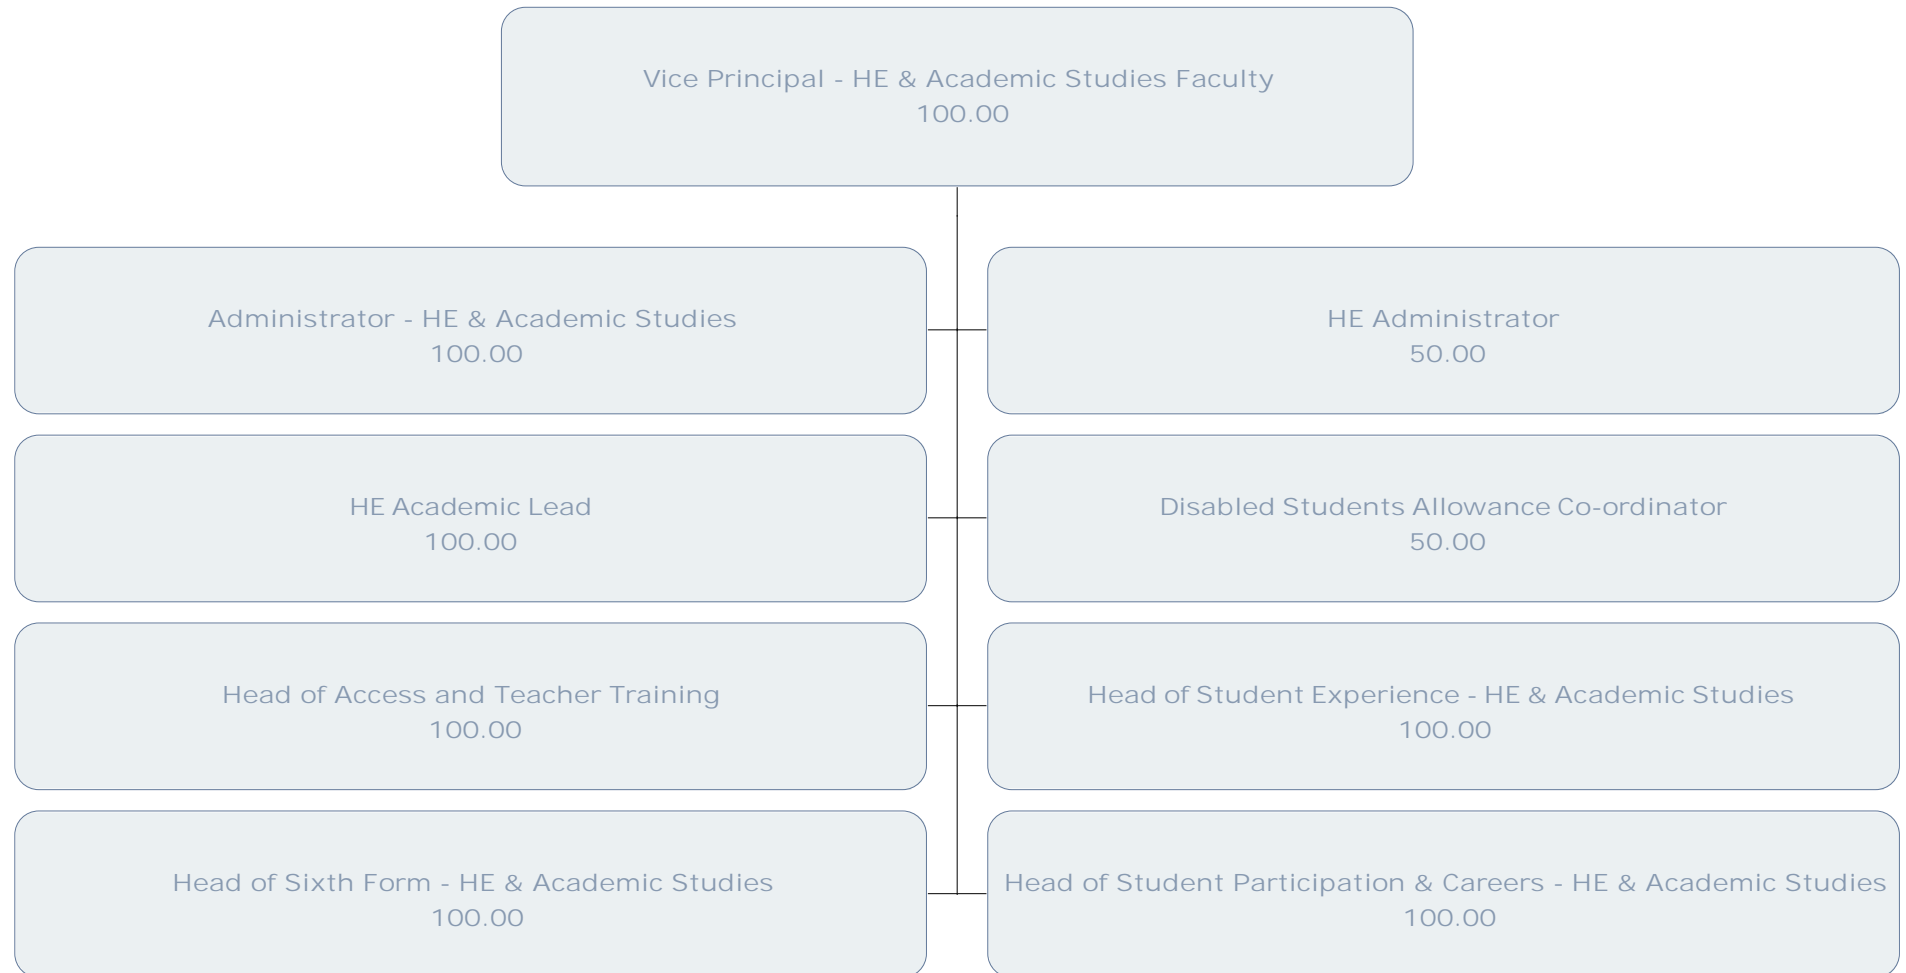 Vice Principal - HE & Academic Studies Faculty
100.00
Administrator - HE & Academic Studies
100.00
HE Administrator
50.00
HE Academic Lead
100.00
Disabled Students Allowance Co-ordinator
50.00
Head of Access and Teacher Training
100.00
Head of Student Experience - HE & Academic Studies
100.00
Head of Sixth Form - HE & Academic Studies
100.00
Head of Student Participation & Careers - HE & Academic Studies
100.00